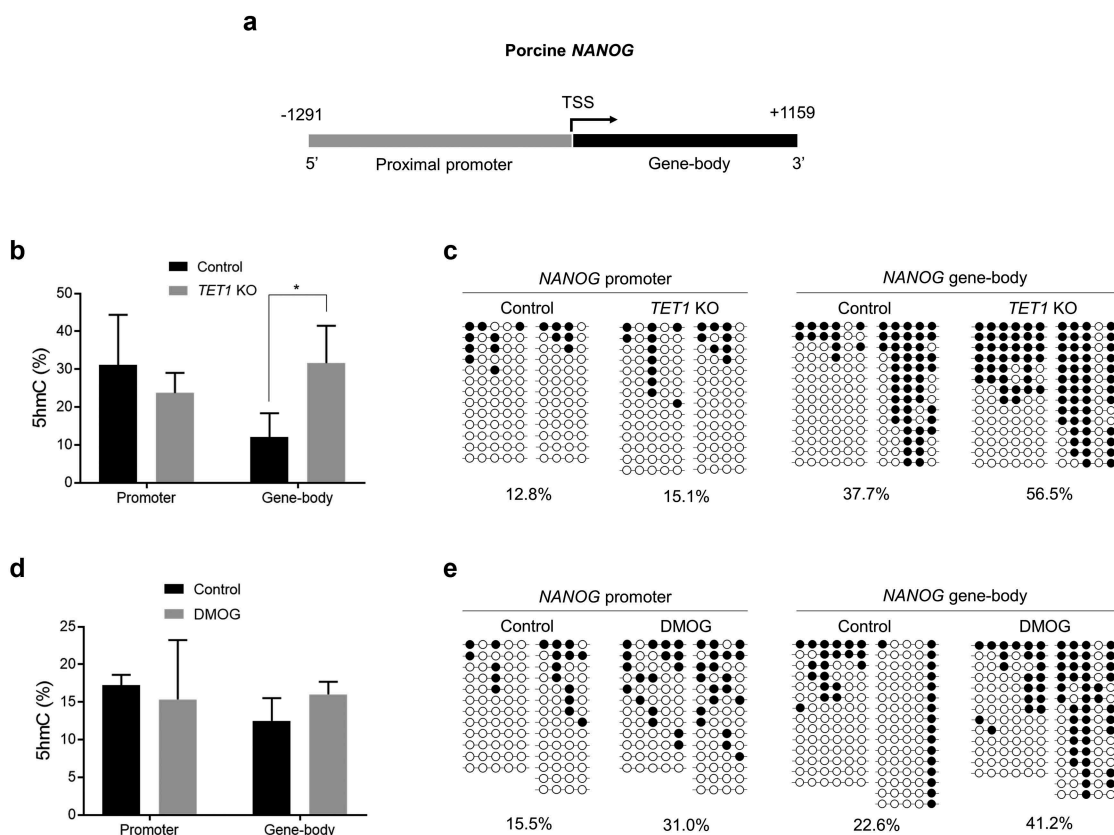 a
Porcine NANOG
TSS
-1291
+1159
5’
Proximal promoter
Gene-body
3’
b
Control
TET1 KO
50
40
30
20
10
0
5hmC (%)
*
Promoter
Gene-body
c
NANOG promoter
NANOG gene-body
Control
TET1 KO
Control
TET1 KO
12.8%
15.1%
37.7%
56.5%
d
Control
DMOG
25
20
15
10
5
0
5hmC (%)
Promoter
Gene-body
e
NANOG promoter
NANOG gene-body
Control
DMOG
Control
DMOG
15.5%
31.0%
22.6%
41.2%